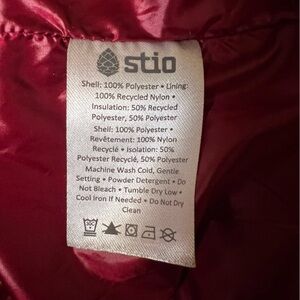 stio
Shell: 100% Polyester • Lining:
100% Recycled Nylon •
Insulation: 50% Recycled
Polyester, 50% Polyester
Shell: 100% Polyester •
Revêtement: 100% Nylon
Recyclé • Isolation: 50%
Polyester Recyclé, 50% Polyester
Machine Wash Cold, Gentle
Setting • Powder Detergent • Do
Not Bleach • Tumble Dry Low •
Cool Iron If Needed • Do Not Dry
Clean